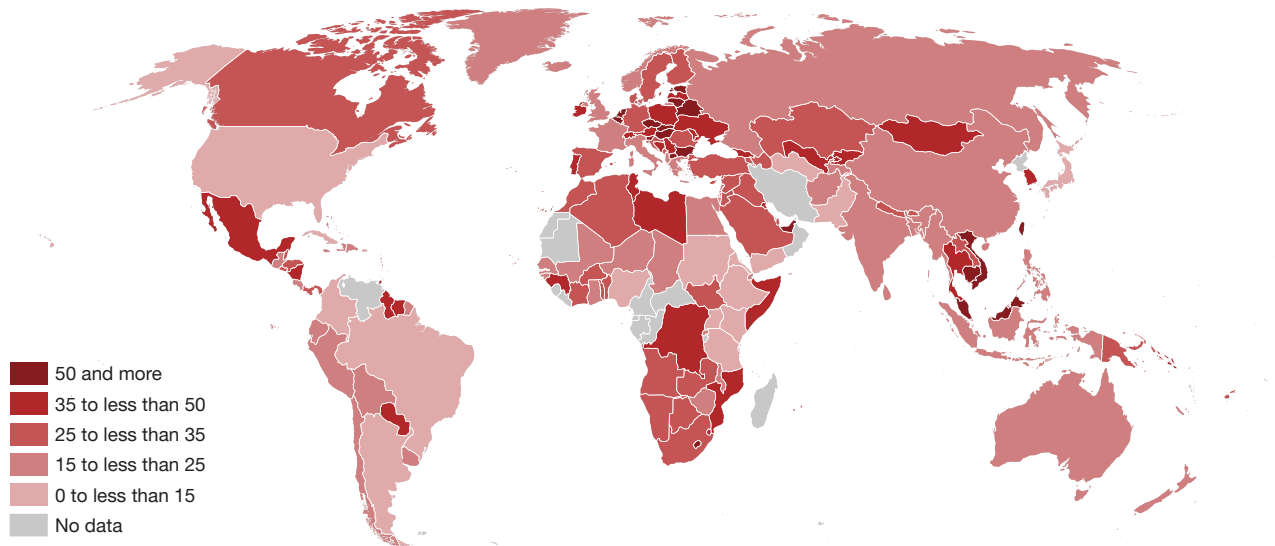 50 and more
35 to less than 50
25 to less than 35
15 to less than 25
0 to less than 15
No data